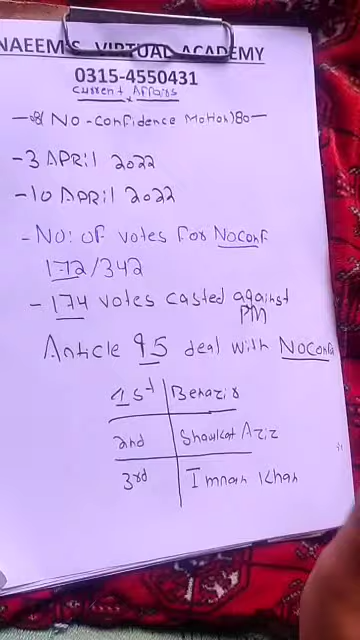 NAEEM'S VIRTUAL ACADEMY
0315-4550431
Current Affairs
No-confidence Motion
- 3 APRIL 2022
- 10 APRIL 2022
- NO: OF votes FOR NoConf
172/342
- 174 votes casted against
PM
Article 95 deal with NoConf
1st Benazir
2nd Shoukat Aziz
3rd Imran Khan